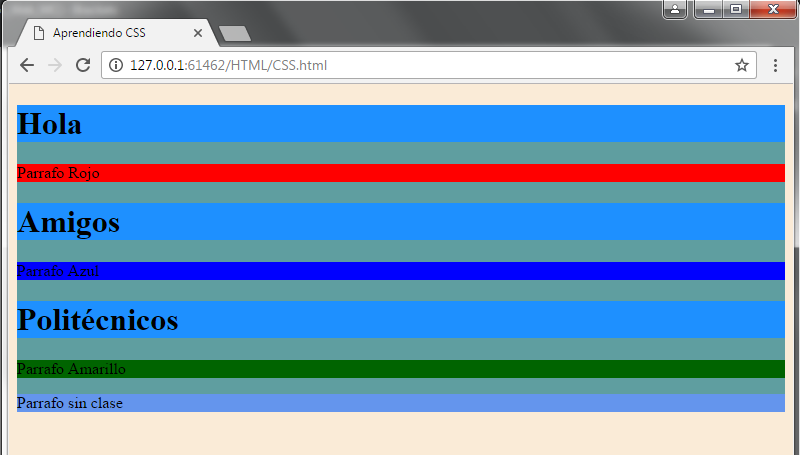 Aprendiendo CSS
127.0.0.1:61462/HTML/CSS.html
Hola
Parrafo Rojo
Amigos
Parrafo Azul
Politécnicos
Parrafo Amarillo
Parrafo sin clase